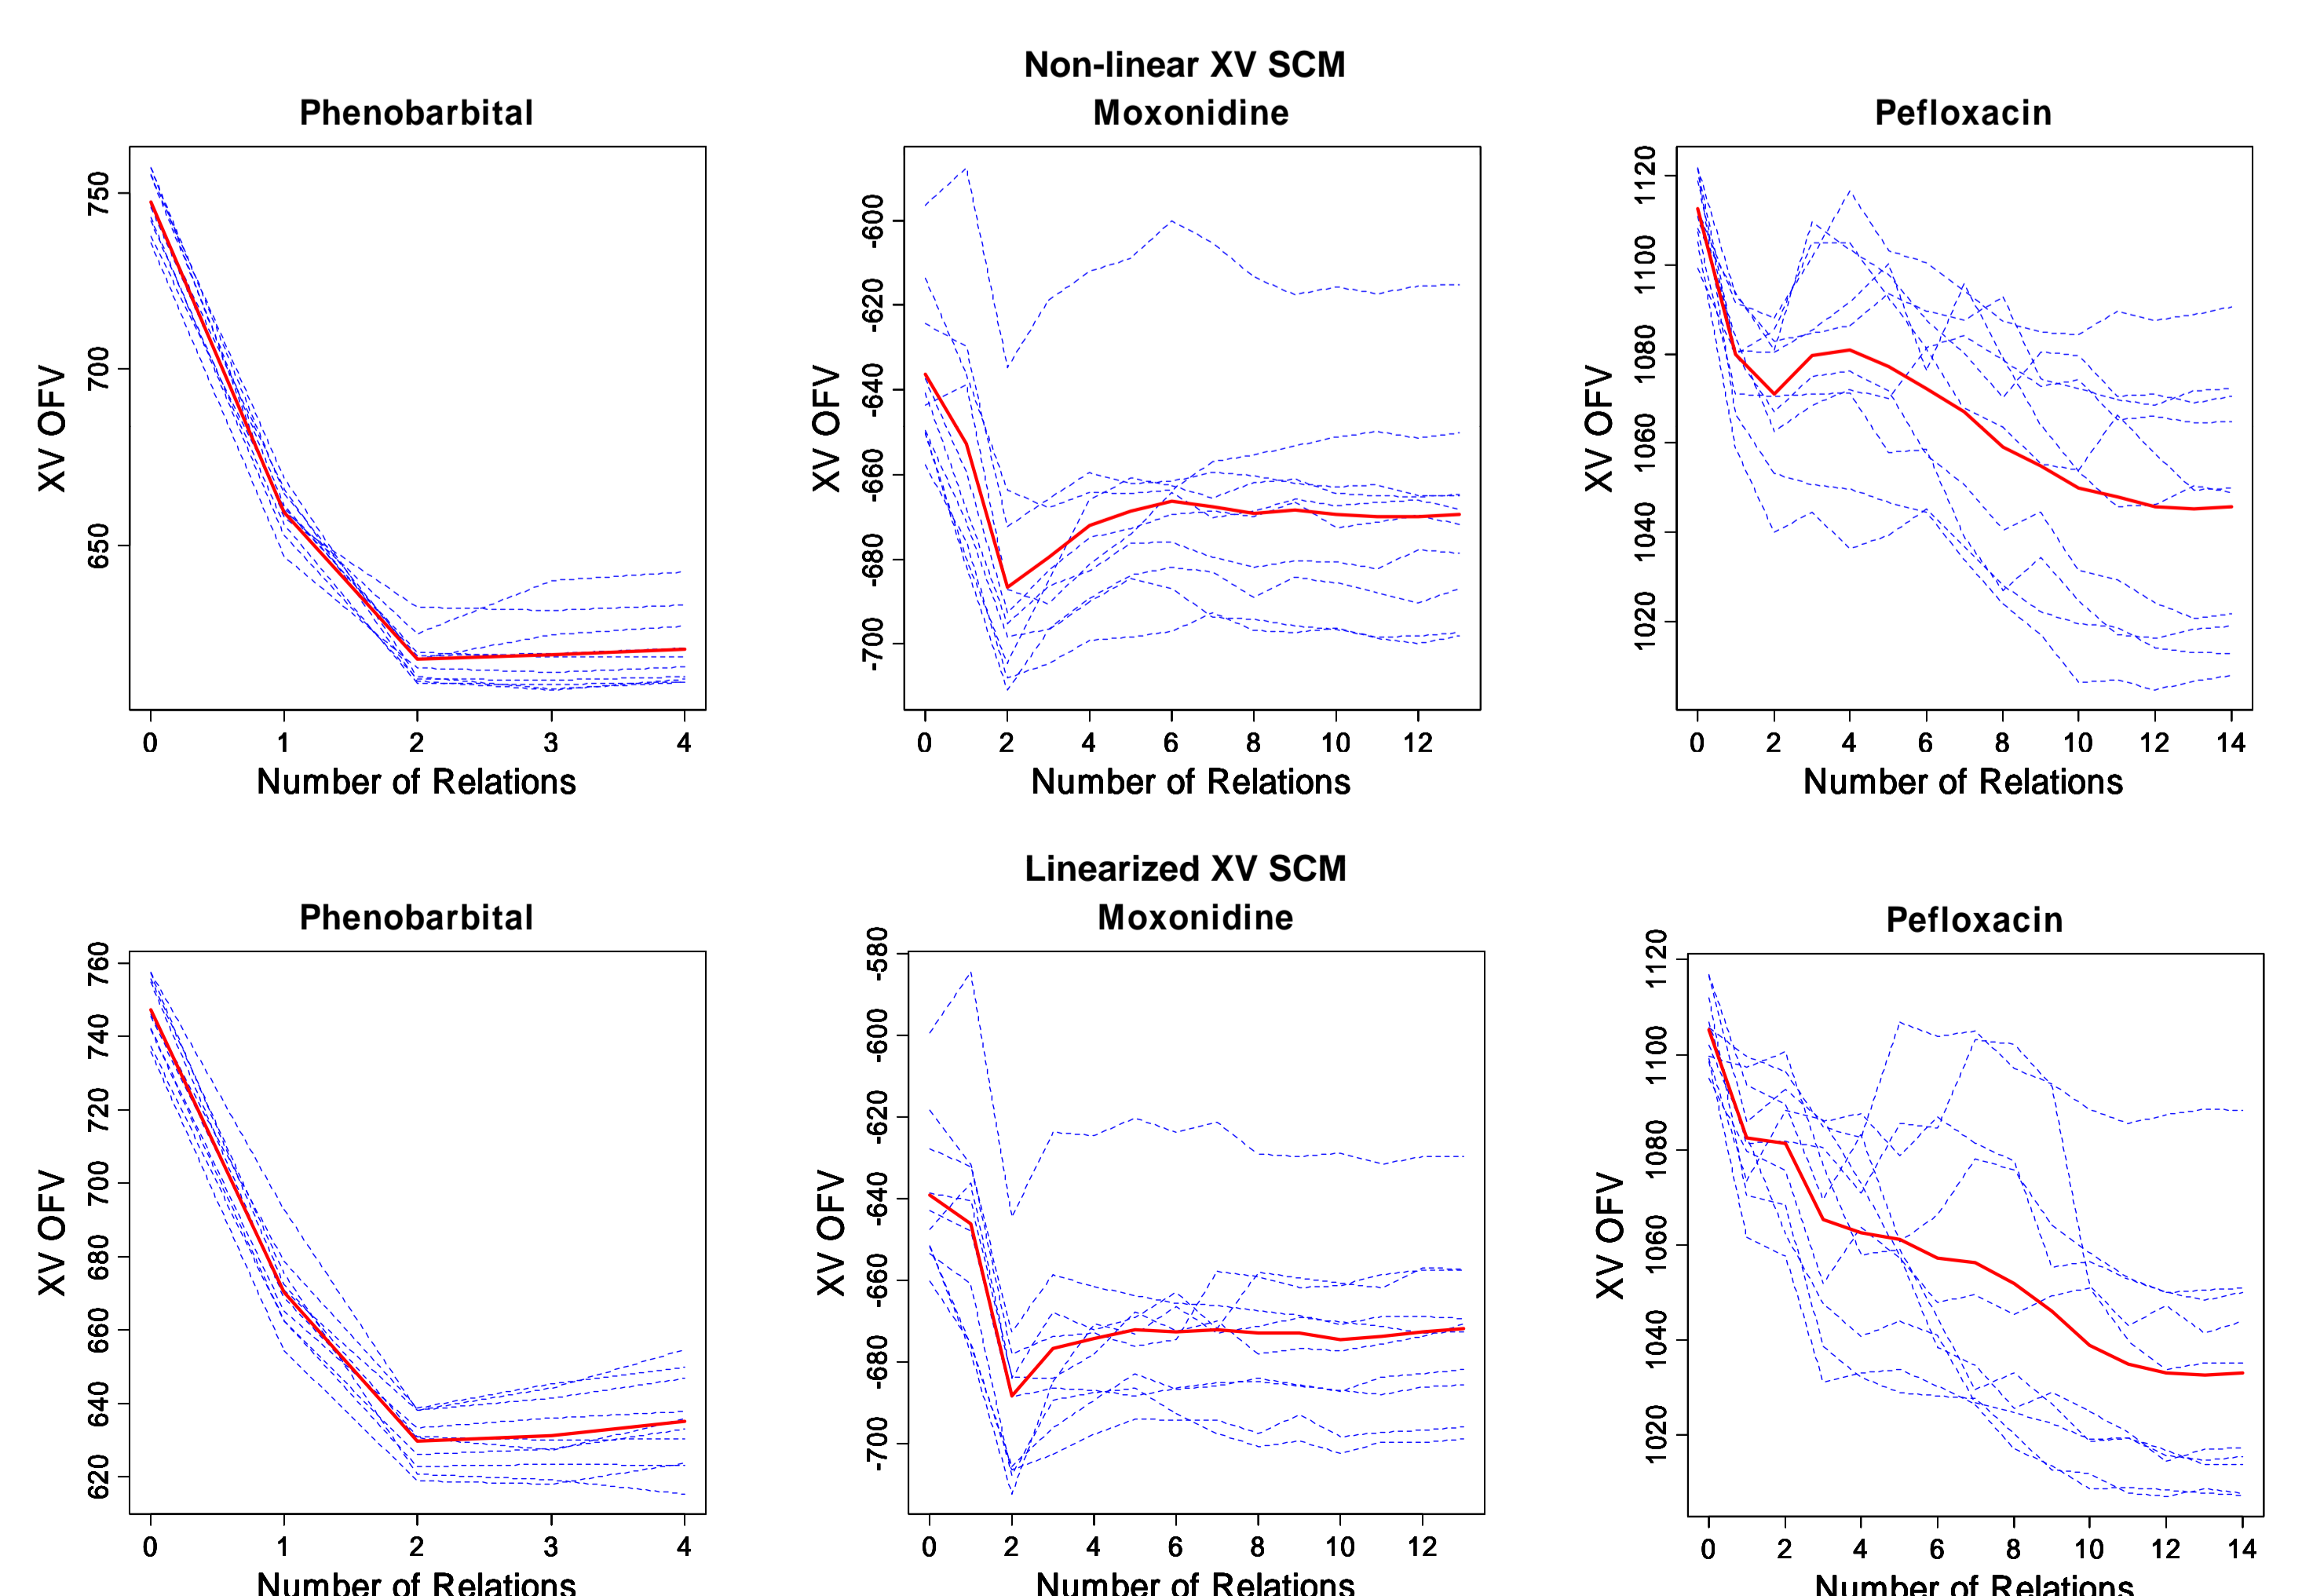 Non-linear XV SCM
Phenobarbital Moxonidine Pefloxacin
XV OFV
750
700
650
0 1 2 3 4
Number of Relations
XV OFV
-600
-620
-640
-660
-680
-700
0 2 4 6 8 10 12
Number of Relations
XV OFV
1120
1100
1080
1060
1040
1020
0 2 4 6 8 10 12 14
Number of Relations
Linearized XV SCM
Phenobarbital Moxonidine Pefloxacin
XV OFV
760
740
720
700
680
660
640
620
0 1 2 3 4
Number of Relations
XV OFV
-580
-600
-620
-640
-660
-680
-700
0 2 4 6 8 10 12
Number of Relations
XV OFV
1120
1100
1080
1060
1040
1020
0 2 4 6 8 10 12 14
Number of Relations